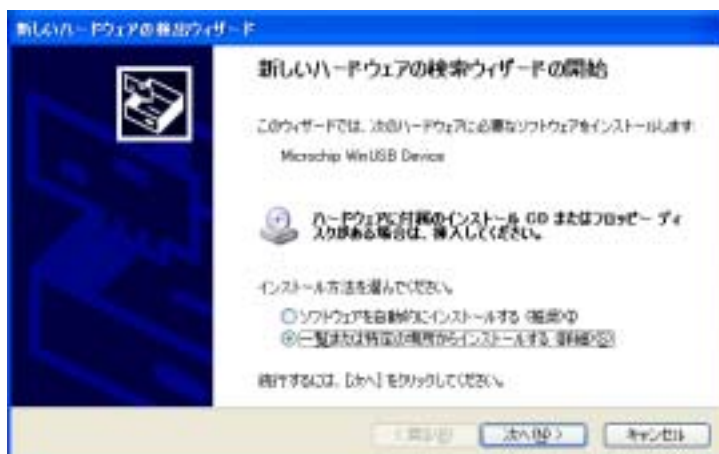 新しいハードウェアの検出ウィザード
新しいハードウェアの検索ウィザードの開始
このウィザードでは、次のハードウェアに必要なソフトウェアをインストールします:
Microchip WinUSB Device
ハードウェアに付属のインストール CD またはフロッピー ディ
スクがある場合は、挿入してください。
インストール方法を選んでください。
ソフトウェアを自動的にインストールする (推奨)(I)
一覧または特定の場所からインストールする (詳細)(S)
続行するには、[次へ] をクリックしてください。
< 戻る(B)
次へ(N) >
キャンセル